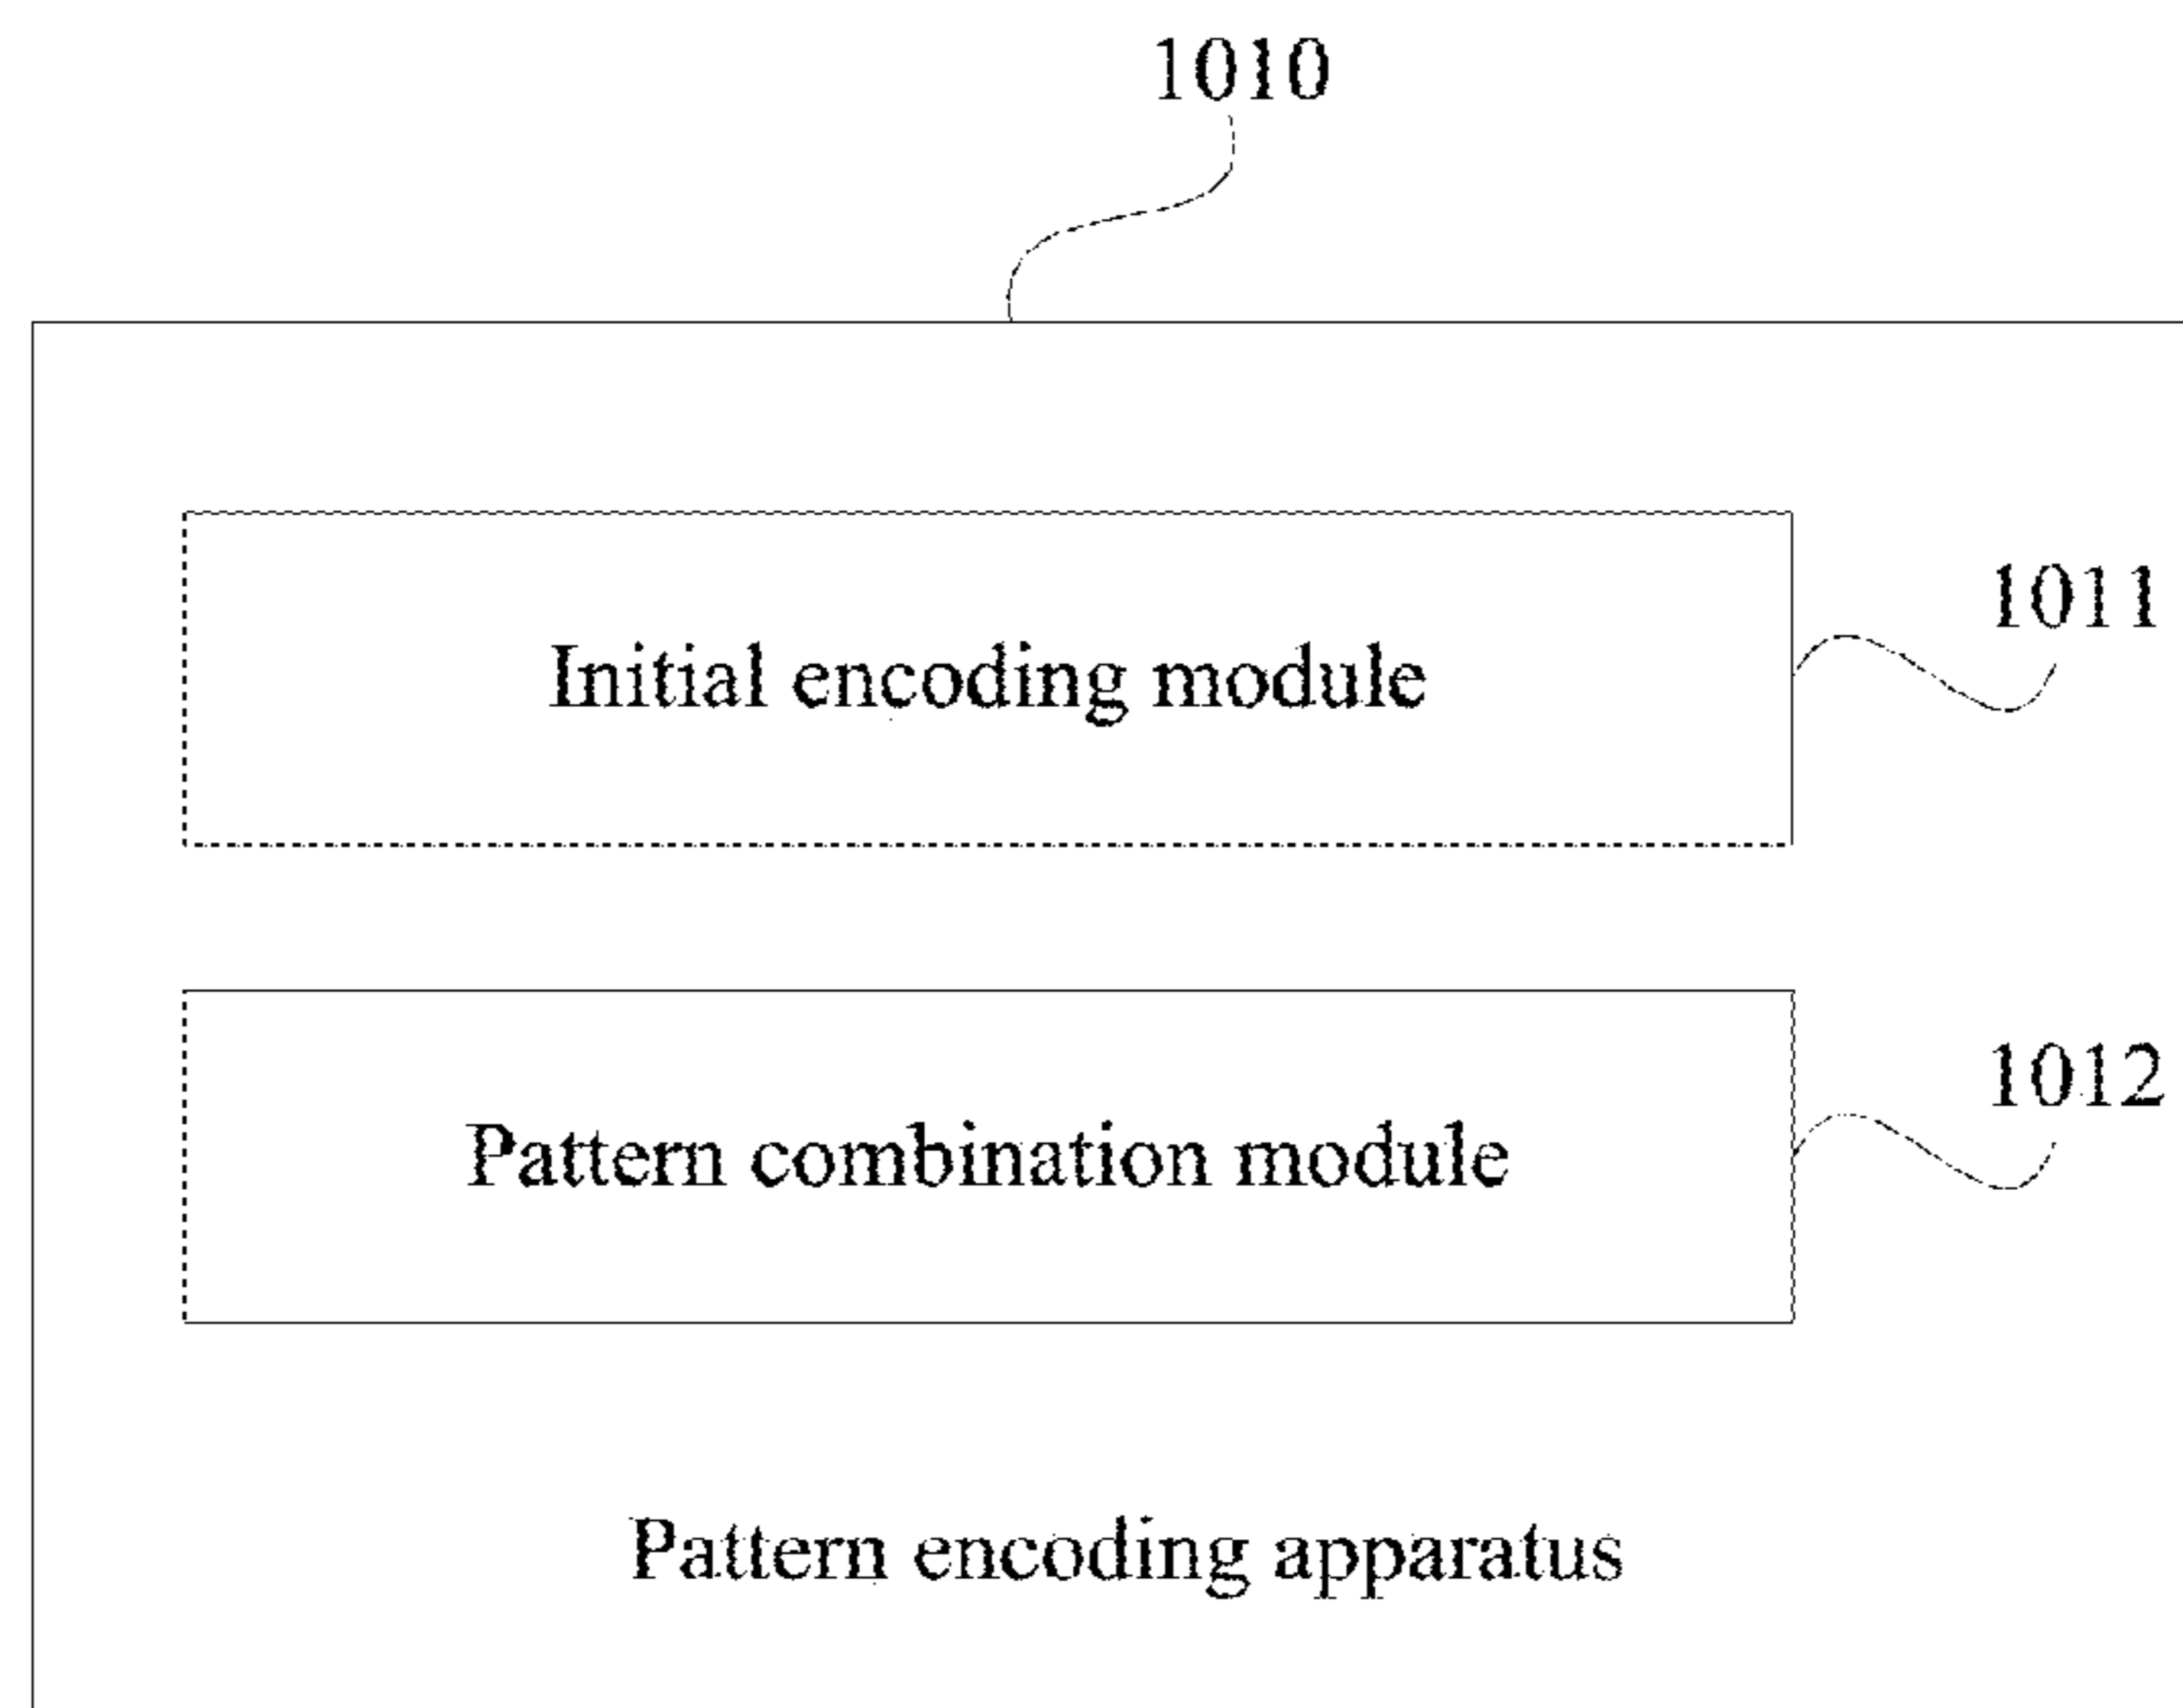 1010
1011
Initial encoding module
1012
Pattern combination module
Pattern encoding apparatus